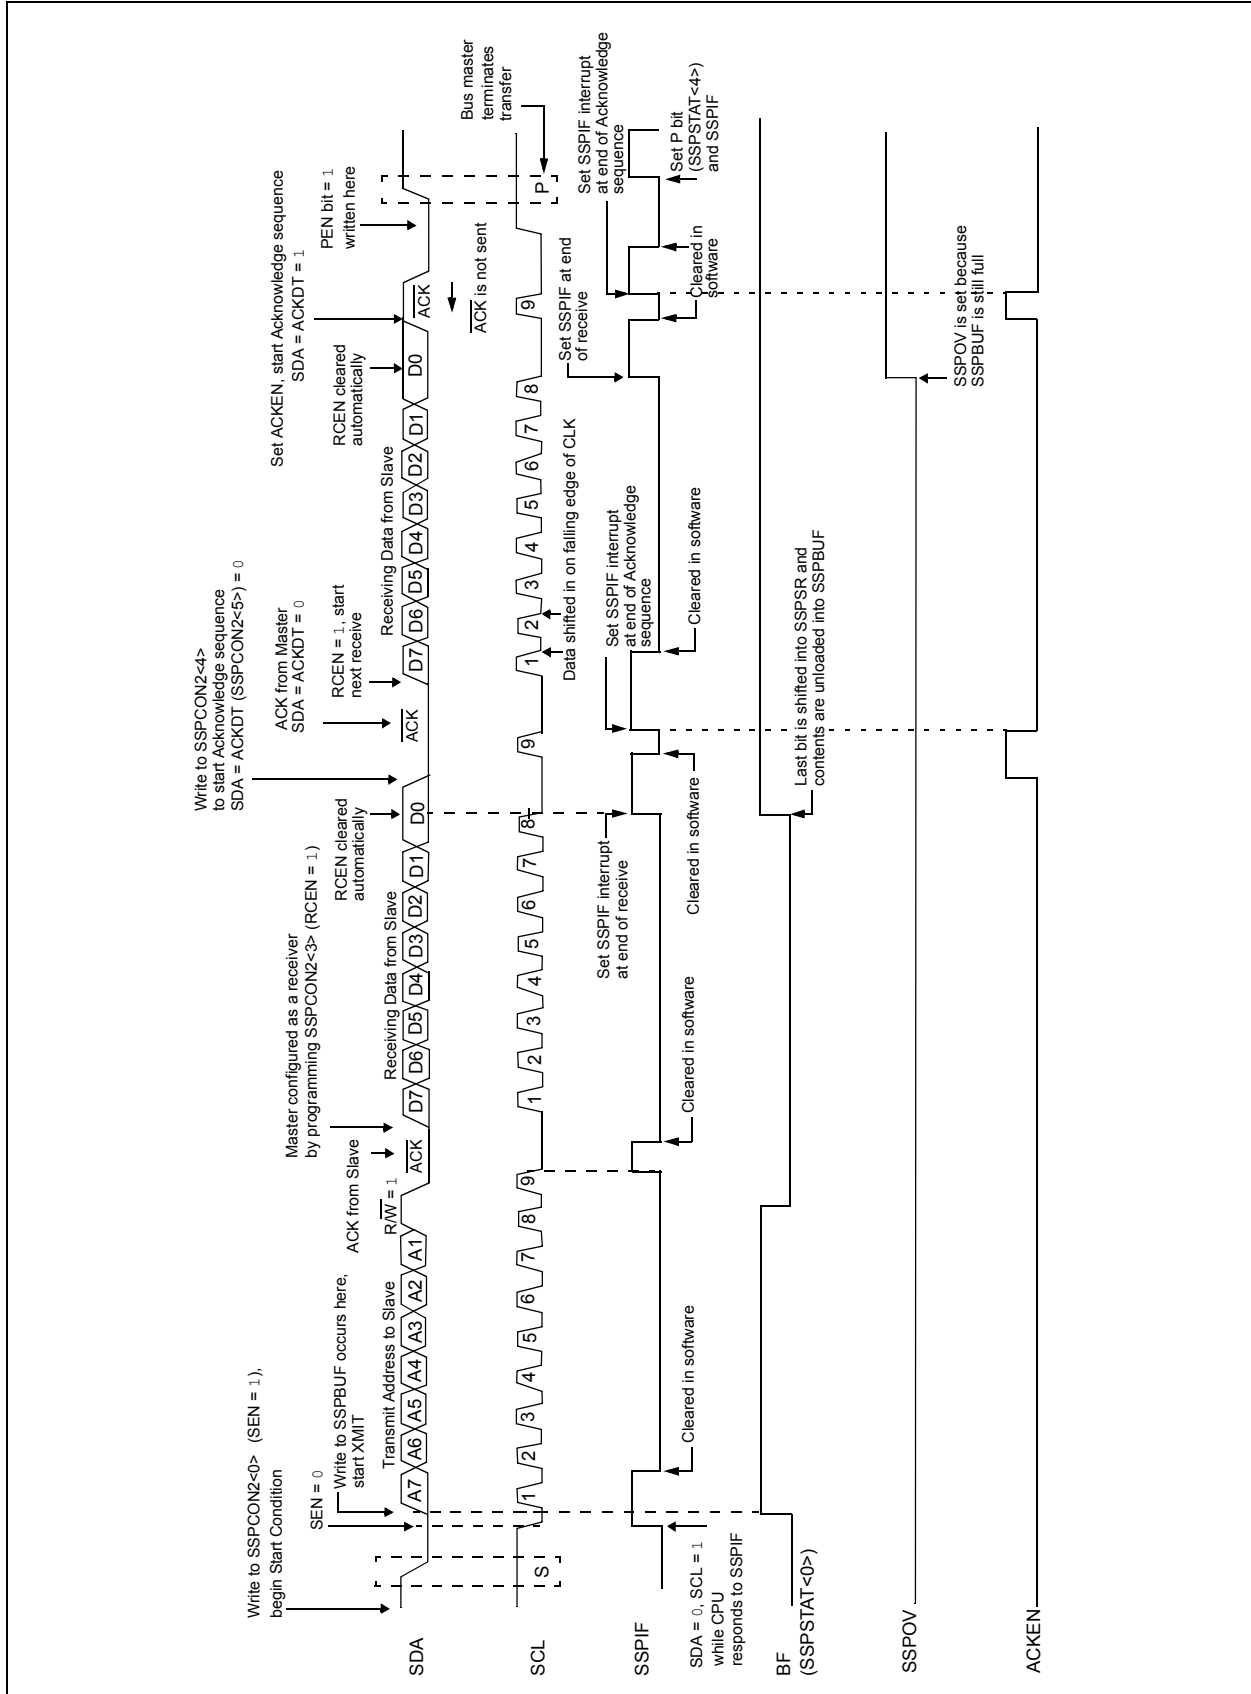 Write to SSPCON2<0> (SEN = 1),
begin Start Condition
SEN = 0
Write to SSPBUF occurs here,
start XMIT
Transmit Address to Slave
R/W = 1
ACK from Slave
Master configured as a receiver
by programming SSPCON2<3> (RCEN = 1)
Receiving Data from Slave
RCEN cleared
automatically
Write to SSPCON2<4>
to start Acknowledge sequence
SDA = ACKDT (SSPCON2<5>) = 0
ACK from Master
SDA = ACKDT = 0
RCEN = 1, start
next receive
Receiving Data from Slave
RCEN cleared
automatically
Set ACKEN, start Acknowledge sequence
SDA = ACKDT = 1
PEN bit = 1
written here
SDA
A7 A6 A5 A4 A3 A2 A1
ACK
D7 D6 D5 D4 D3 D2 D1 D0
ACK
D7 D6 D5 D4 D3 D2 D1 D0
ACK
ACK is not sent
Bus master
terminates
transfer
SCL
S
1 2 3 4 5 6 7 8 9
1 2 3 4 5 6 7 8 9
1 2 3 4 5 6 7 8 9
P
Data shifted in on falling edge of CLK
SSPIF
SDA = 0, SCL = 1
while CPU
responds to SSPIF
Cleared in software
Cleared in software
Set SSPIF interrupt
at end of receive
Cleared in software
Set SSPIF interrupt
at end of Acknowledge
sequence
Cleared in software
Set SSPIF at end
of receive
Cleared in
software
Set SSPIF interrupt
at end of Acknowledge
sequence
Set P bit
(SSPSTAT<4>)
and SSPIF
BF
(SSPSTAT<0>)
Last bit is shifted into SSPSR and
contents are unloaded into SSPBUF
SSPOV
SSPOV is set because
SSPBUF is still full
ACKEN